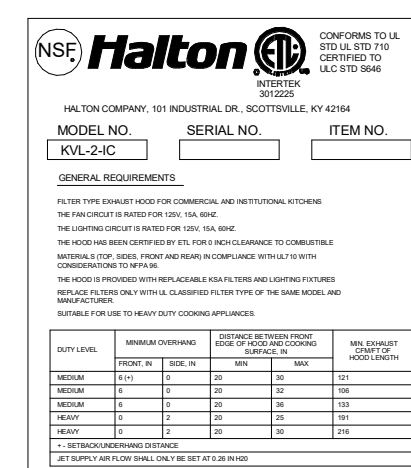 NSF Halton ETL
CONFORMS TO UL
STD UL STD 710
CERTIFIED TO
ULC STD S646
INTERTEK
3012225
HALTON COMPANY, 101 INDUSTRIAL DR., SCOTTSVILLE, KY 42164
MODEL NO. SERIAL NO. ITEM NO.
KVL-2-IC
GENERAL REQUIREMENTS
FILTER TYPE EXHAUST HOOD FOR COMMERCIAL AND INSTITUTIONAL KITCHENS
THE FAN CIRCUIT IS RATED FOR 125V, 15A, 60HZ.
THE LIGHTING CIRCUIT IS RATED FOR 125V, 15A, 60HZ.
THE HOOD HAS BEEN CERTIFIED BY ETL FOR 0 INCH CLEARANCE TO COMBUSTIBLE
MATERIALS (TOP, SIDES, FRONT AND REAR) IN COMPLIANCE WITH UL710 WITH
CONSIDERATIONS TO NFPA 96.
THE HOOD IS PROVIDED WITH REPLACEABLE KSA FILTERS AND LIGHTING FIXTURES
REPLACE FILTERS ONLY WITH UL CLASSIFIED FILTER TYPE OF THE SAME MODEL AND
MANUFACTURER.
SUITABLE FOR USE TO HEAVY DUTY COOKING APPLIANCES.
DUTY LEVEL
MINIMUM OVERHANG
DISTANCE BETWEEN FRONT
EDGE OF HOOD AND COOKING
SURFACE, IN
MIN. EXHAUST
CFM/FT OF
HOOD LENGTH
FRONT, IN SIDE, IN MIN MAX
MEDIUM 6 (+) 0 20 30 121
MEDIUM 6 0 20 32 106
MEDIUM 6 0 20 36 133
HEAVY 0 2 20 25 191
HEAVY 0 2 20 30 216
+ - SETBACK/UNDERHANG DISTANCE
JET SUPPLY AIR FLOW SHALL ONLY BE SET AT 0.26 IN H20